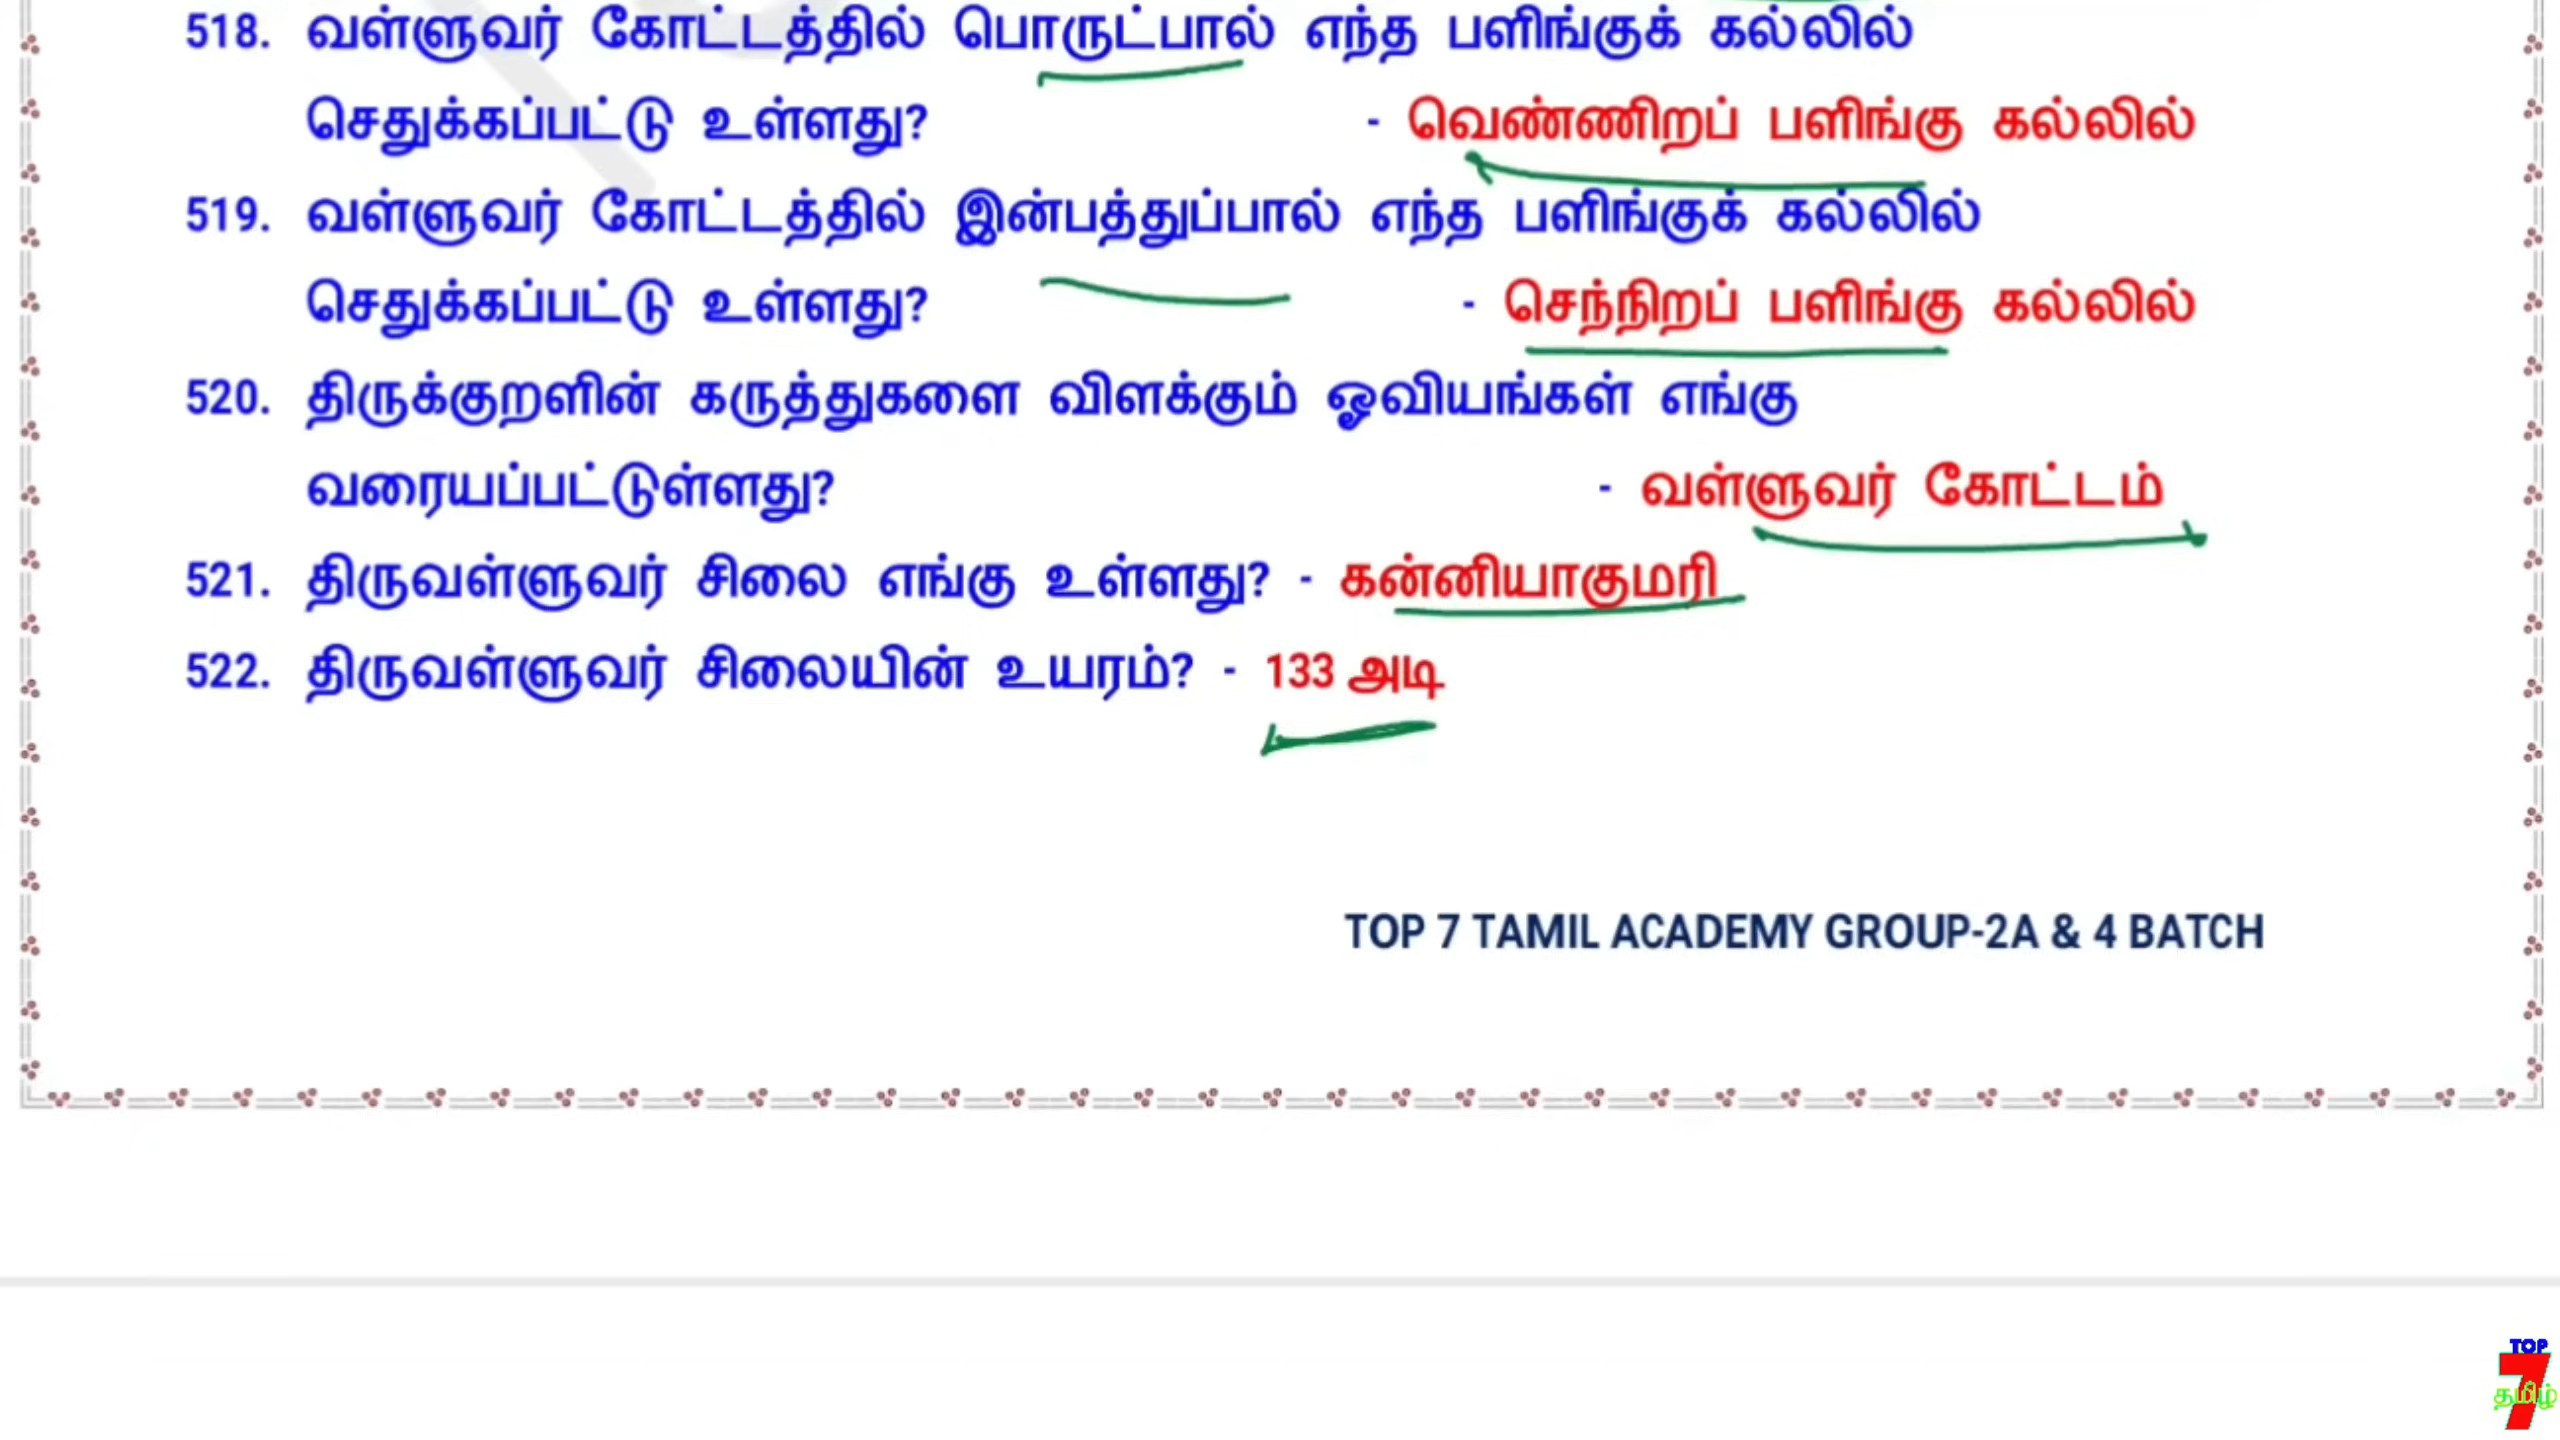 518. வள்ளுவர் கோட்டத்தில் பொருட்பால் எந்த பளிங்குக் கல்லில்
செதுக்கப்பட்டு உள்ளது? - வெண்ணிறப் பளிங்கு கல்லில்
519. வள்ளுவர் கோட்டத்தில் இன்பத்துப்பால் எந்த பளிங்குக் கல்லில்
செதுக்கப்பட்டு உள்ளது? - செந்நிறப் பளிங்கு கல்லில்
520. திருக்குறளின் கருத்துகளை விளக்கும் ஓவியங்கள் எங்கு
வரையப்பட்டுள்ளது? - வள்ளுவர் கோட்டம்
521. திருவள்ளுவர் சிலை எங்கு உள்ளது? - கன்னியாகுமரி
522. திருவள்ளுவர் சிலையின் உயரம்? - 133 அடி
TOP 7 TAMIL ACADEMY GROUP-2A & 4 BATCH
TOP
7
தமிழ்